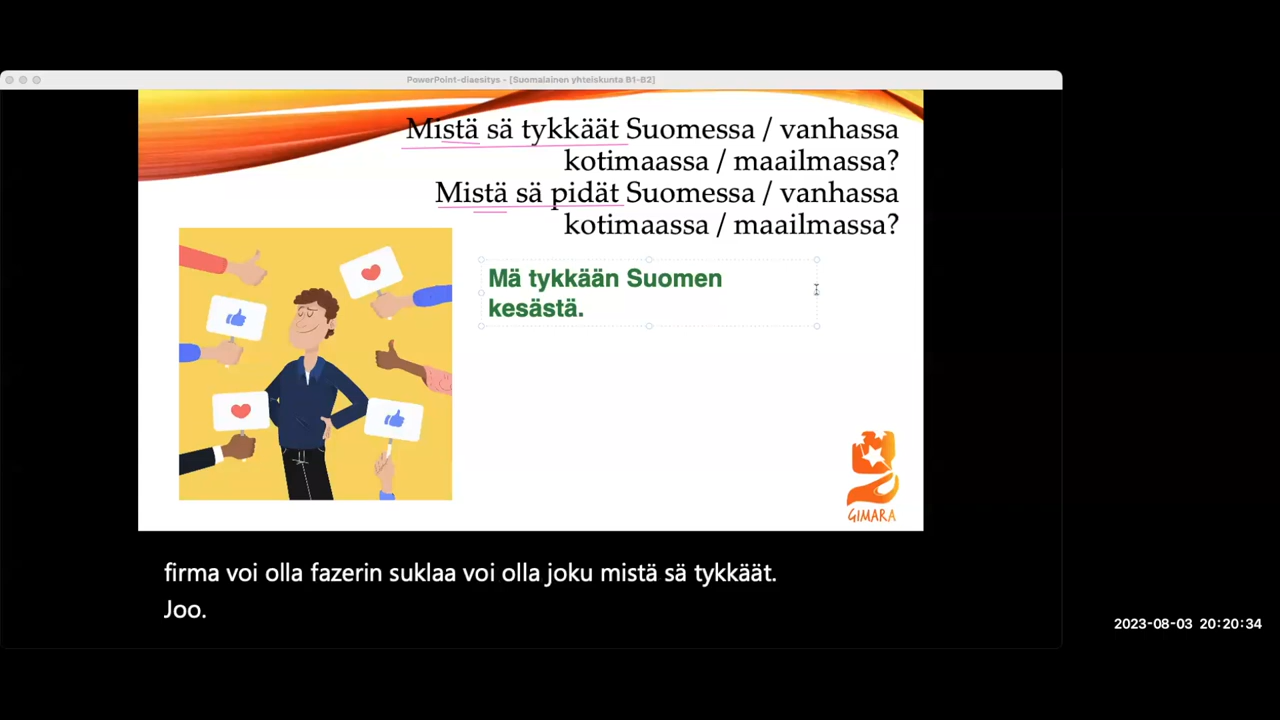 PowerPoint-diaesitys - [Suomalainen yhteiskunta B1-B2]
Mistä sä tykkäät Suomessa / vanhassa
kotimaassa / maailmassa?
Mistä sä pidät Suomessa / vanhassa
kotimaassa / maailmassa?
Mä tykkään Suomen
kesästä.
GIMARA
firma voi olla fazerin suklaa voi olla joku mistä sä tykkäät.
Joo.
2023-08-03 20:20:34